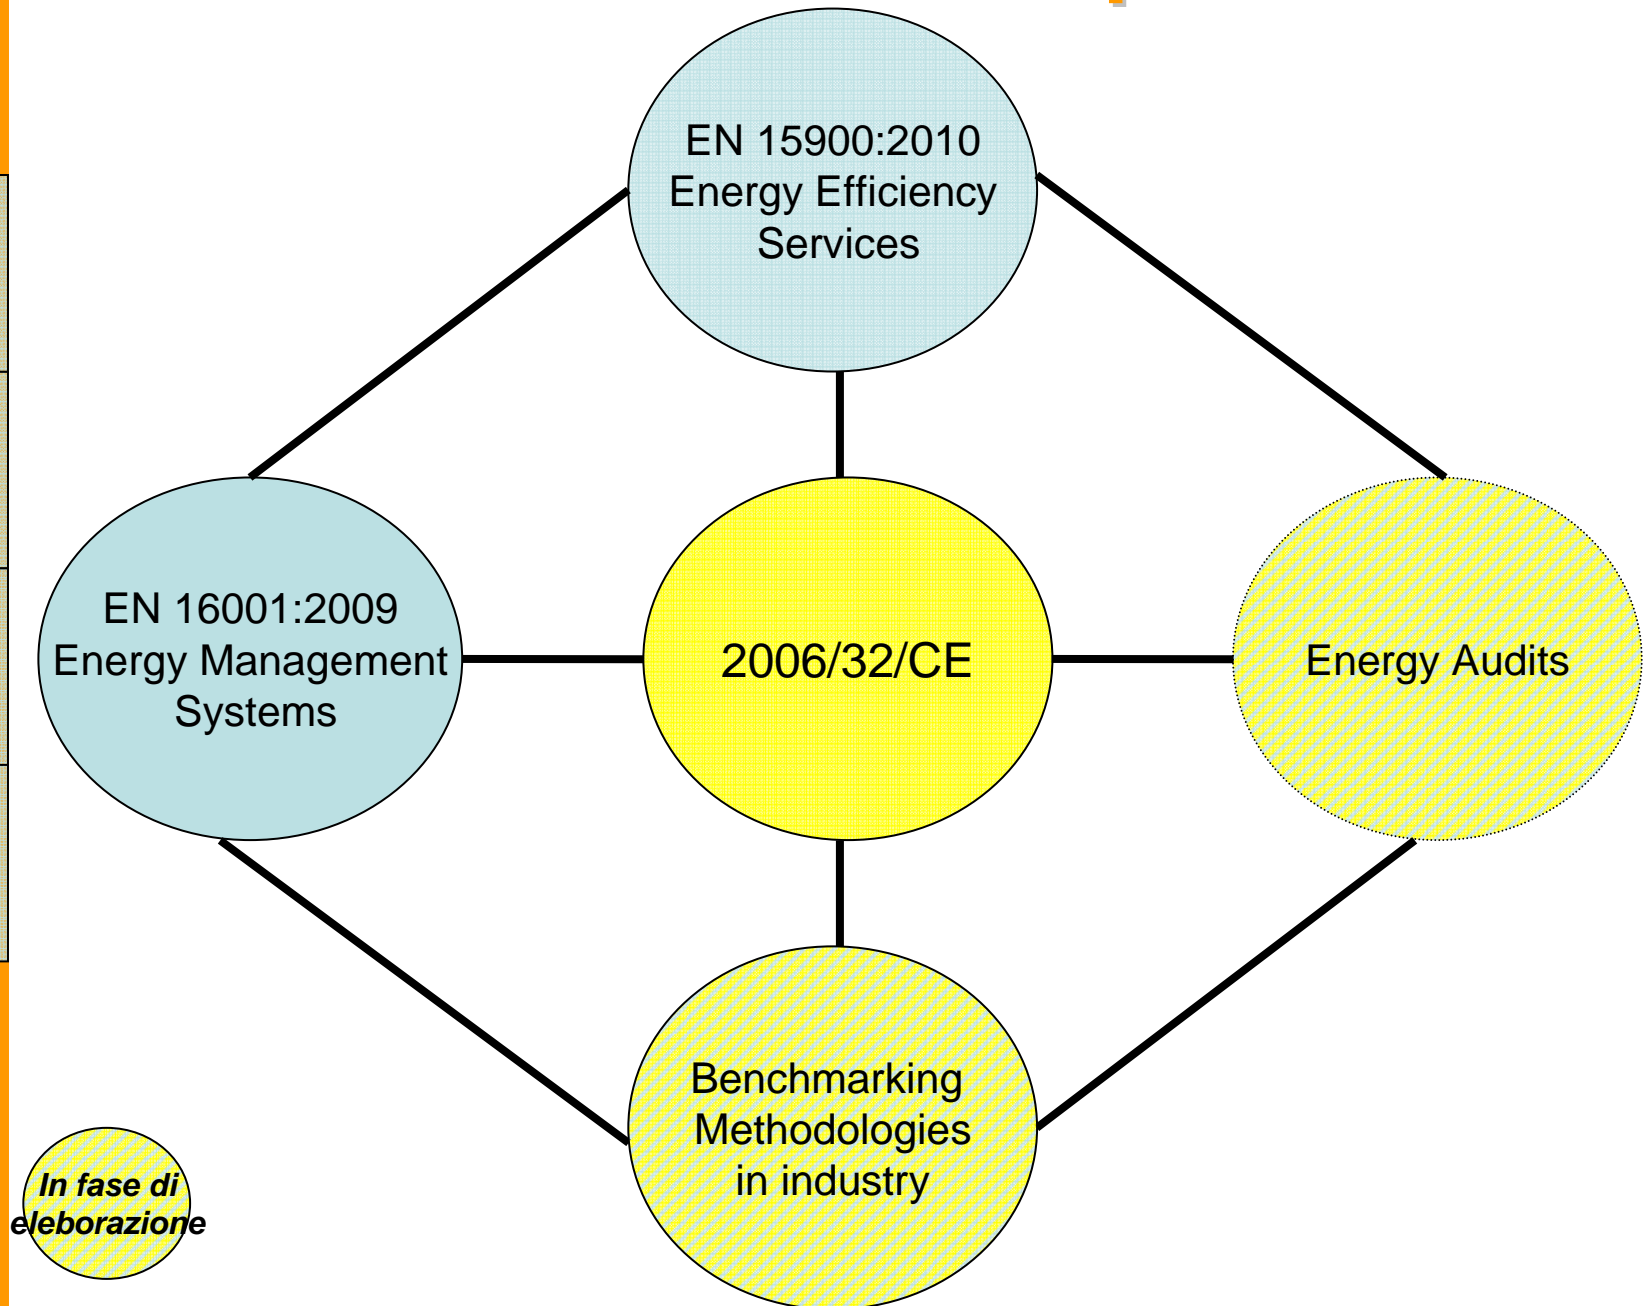 EN 15900:2010
Energy Efficiency
Services
EN 16001:2009
Energy Management
Systems
2006/32/CE
Energy Audits
Benchmarking
Methodologies
in industry
In fase di
eleborazione